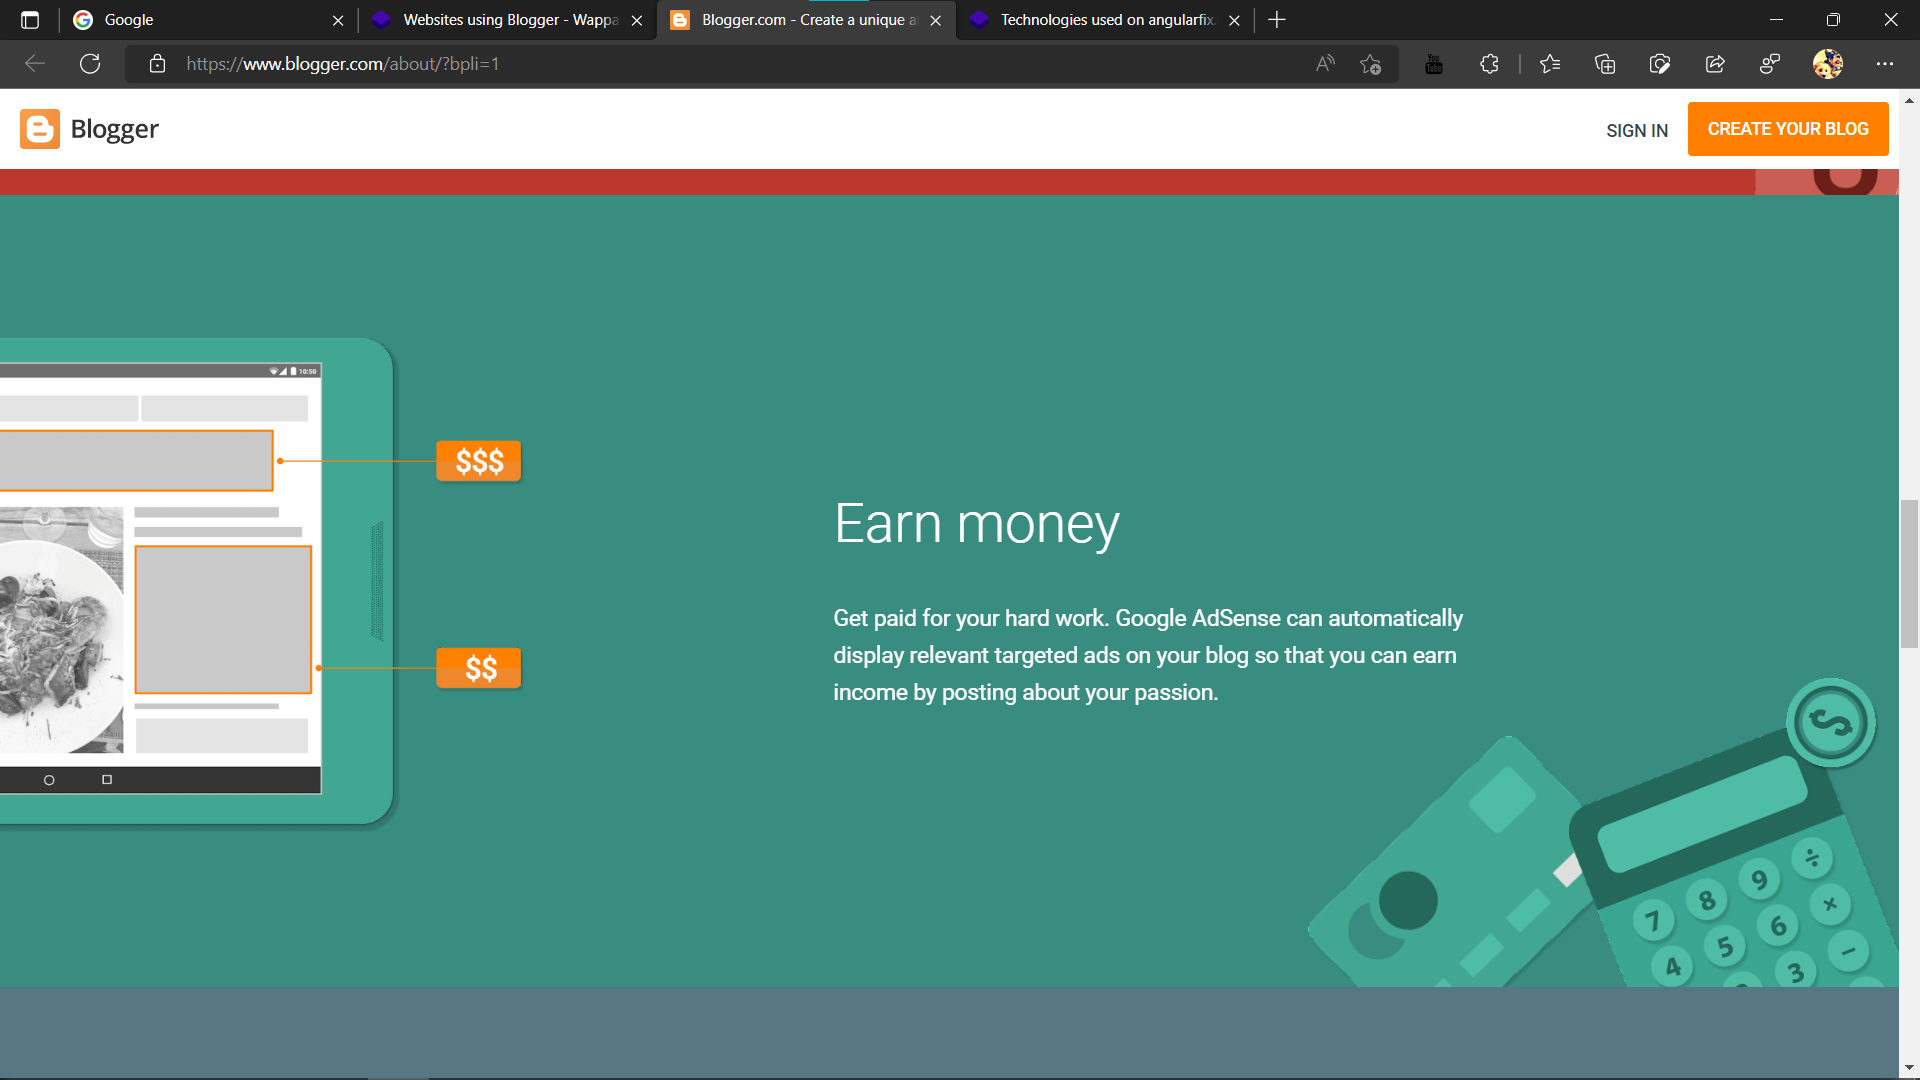 Google
Websites using Blogger - Wappa
Blogger.com - Create a unique a
Technologies used on angularfix.
https://www.blogger.com/about/?bpli=1
Blogger
SIGN IN
CREATE YOUR BLOG
10:50
$$$
Earn money
Get paid for your hard work. Google AdSense can automatically
display relevant targeted ads on your blog so that you can earn
income by posting about your passion.
$$
$
÷
7 8 9 +
4 5 6 −
3